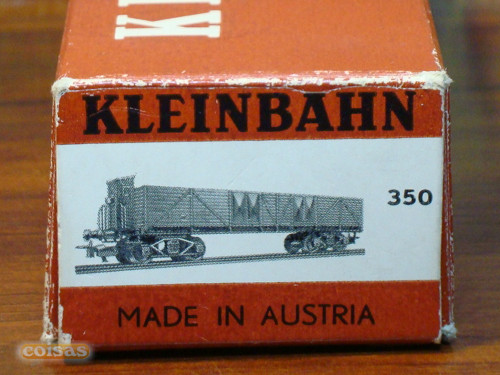 KLEINBAHN
350
MADE IN AUSTRIA
coisas